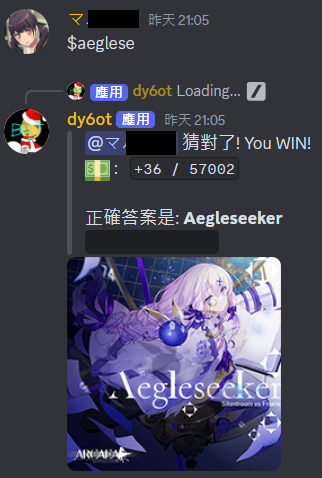 マ 昨天 21:05
$aeglese
應用 dy6ot Loading...
dy6ot 應用 昨天 21:05
@マ 猜對了! You WIN!
: +36 / 57002
正確答案是: Aegleseeker
Aegleseeker
Silentroom vs Frums
ARCAEA